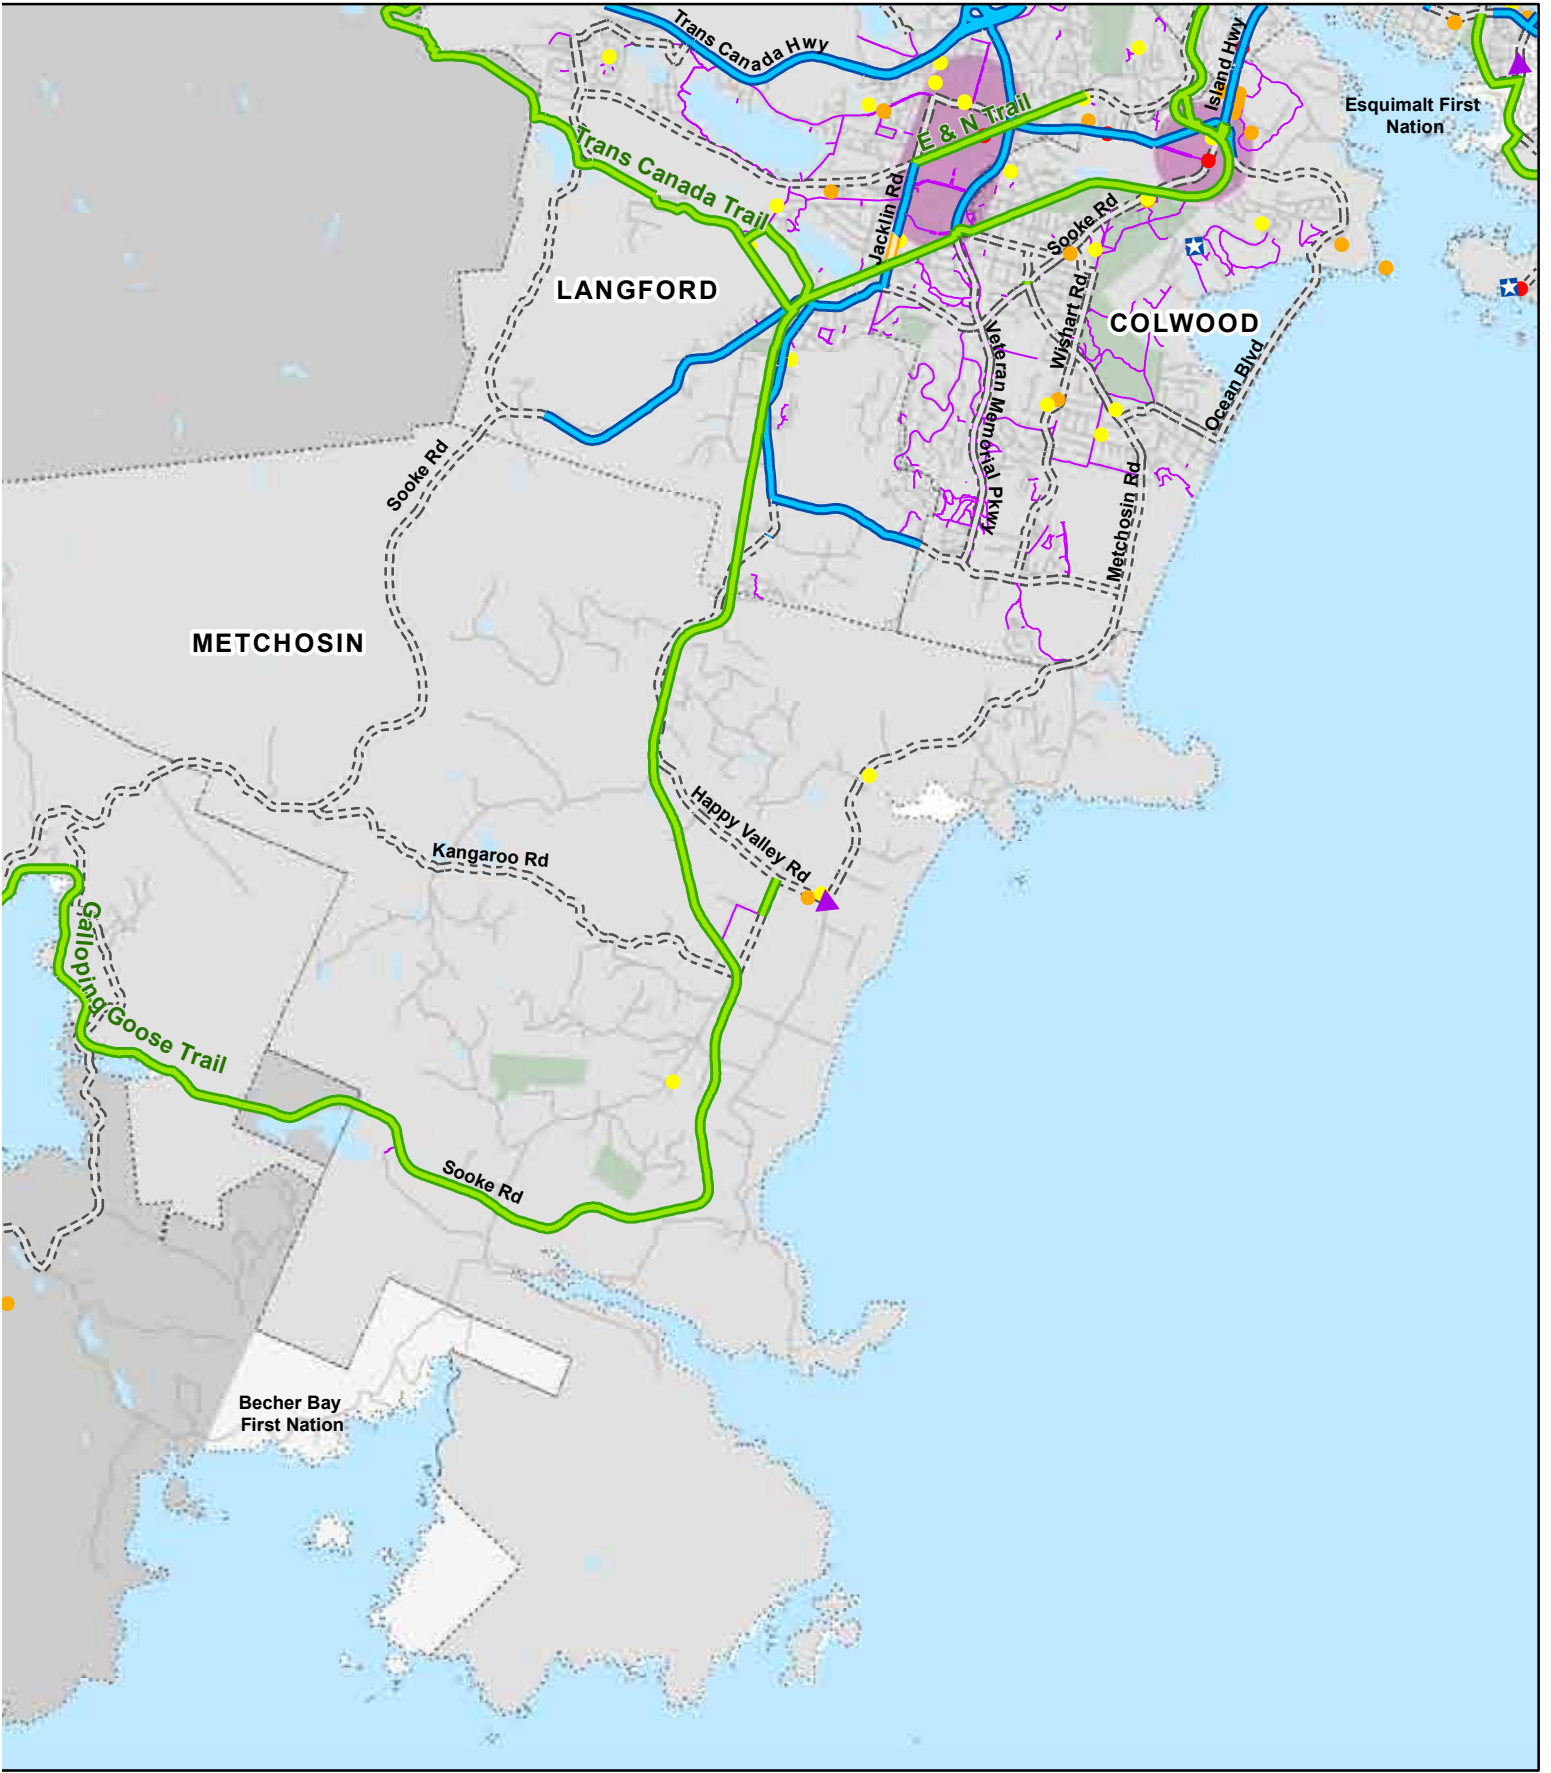 Trans Canada Hwy
Island Hwy
Esquimalt First
Nation
E & N Trail
Trans Canada Trail
Jacklin Rd
Sooke Rd
LANGFORD
Wishart Rd
COLWOOD
Veteran Memorial Pkwy
Ocean Blvd
Sooke Rd
Metchosin Rd
METCHOSIN
Happy Valley Rd
Kangaroo Rd
Galloping Goose Trail
Sooke Rd
Becher Bay
First Nation